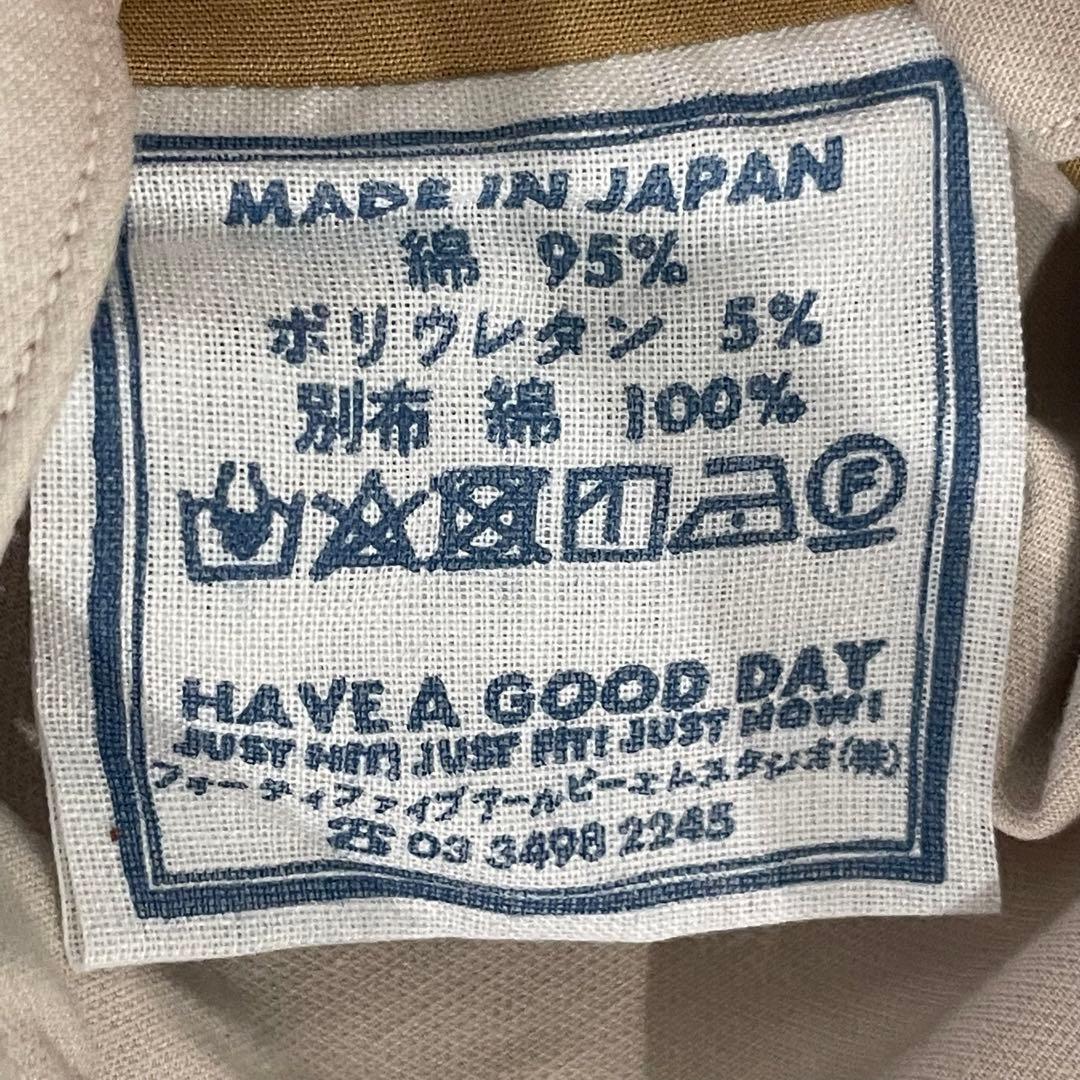 MADE IN JAPAN
綿 95%
ポリウレタン 5%
別布 綿 100%
F
HAVE A GOOD DAY
JUST HIT! JUST FIT! JUST NOW!
フォーティファイブアールピーエムスタジオ(株)
☎ 03 3498 2245